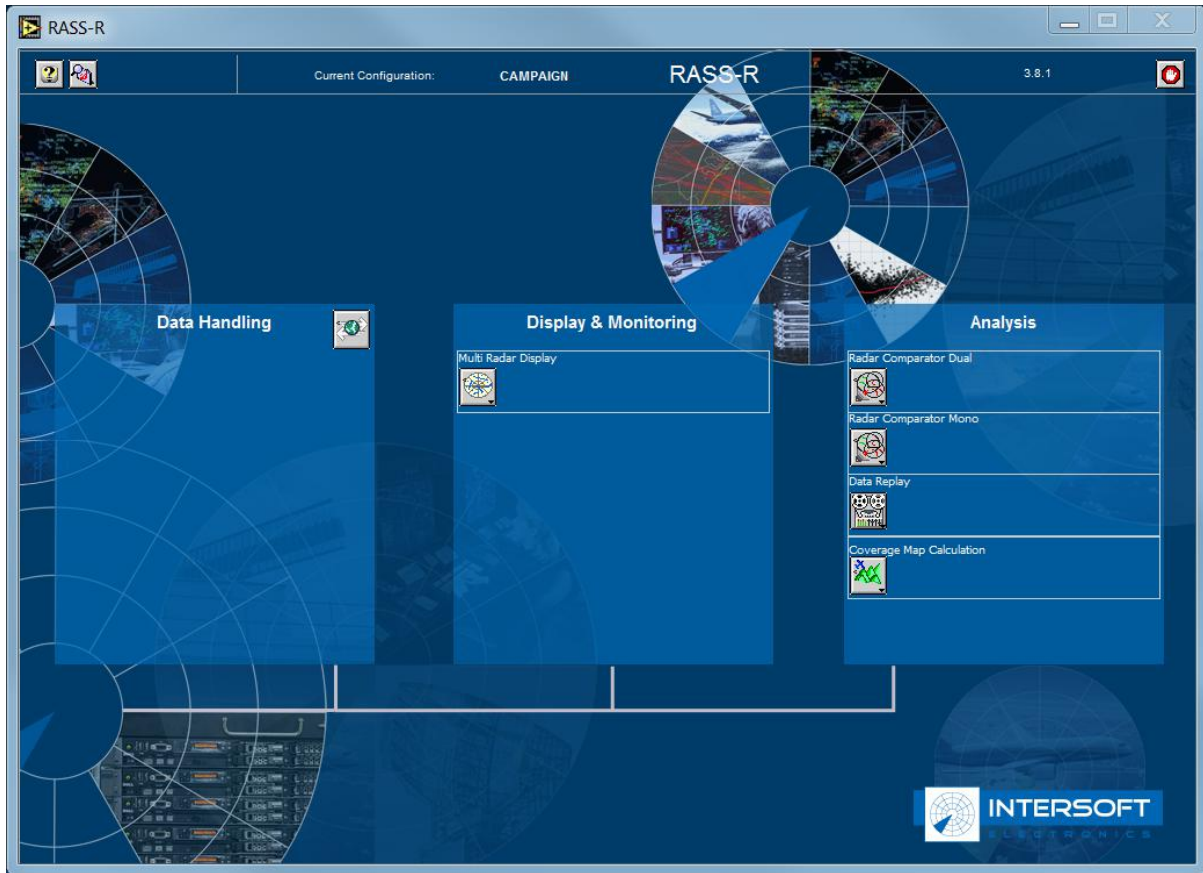 RASS-R
Current Configuration: CAMPAIGN RASS-R 3.8.1
Data Handling
Display & Monitoring
Multi Radar Display
Analysis
Radar Comparator Dual
Radar Comparator Mono
Data Replay
Coverage Map Calculation
INTERSOFT
ELECTRONICS